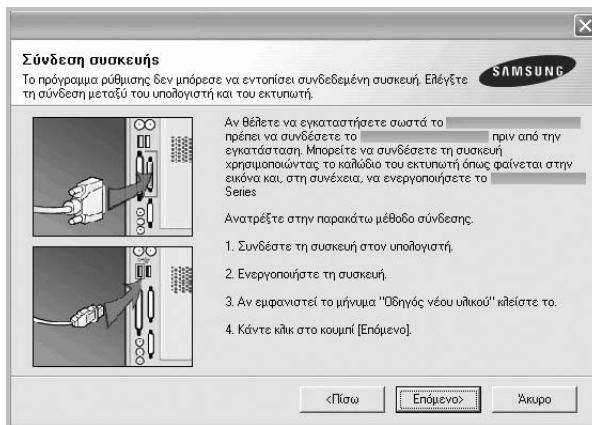 Σύνδεση συσκευής
Το πρόγραμμα ρύθμισης δεν μπόρεσε να εντοπίσει συνδεδεμένη συσκευή. Ελέγξτε
τη σύνδεση μεταξύ του υπολογιστή και του εκτυπωτή.
SAMSUNG
Αν θέλετε να εγκαταστήσετε σωστά το
πρέπει να συνδέσετε το πριν από την
εγκατάσταση. Μπορείτε να συνδέσετε τη συσκευή
χρησιμοποιώντας το καλώδιο του εκτυπωτή όπως φαίνεται στην
εικόνα και, στη συνέχεια, να ενεργοποιήσετε το
Series
Ανατρέξτε στην παρακάτω μέθοδο σύνδεσης.
1. Συνδέστε τη συσκευή στον υπολογιστή.
2. Ενεργοποιήστε τη συσκευή.
3. Αν εμφανιστεί το μήνυμα "Οδηγός νέου υλικού" κλείστε το.
4. Κάντε κλικ στο κουμπί [Επόμενο].
<Πίσω
Επόμενο>
Άκυρο